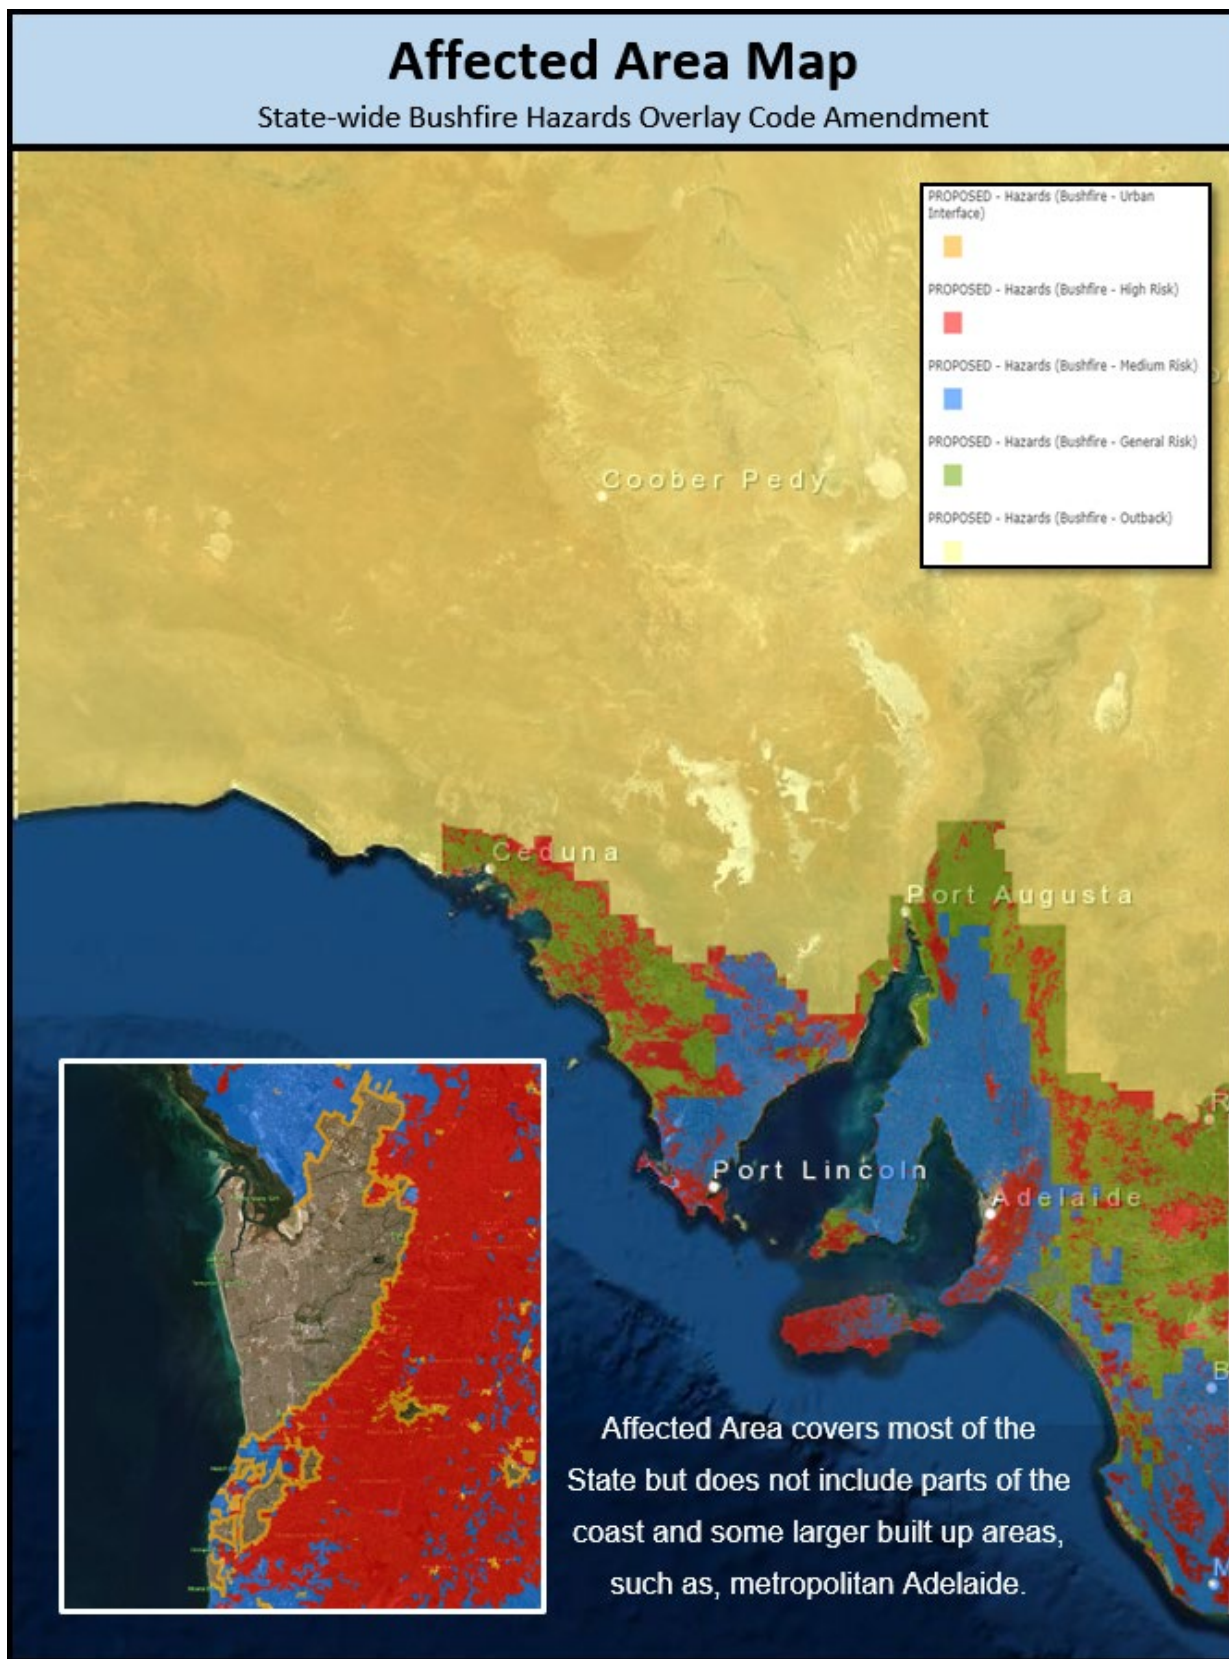 Affected Area Map
State-wide Bushfire Hazards Overlay Code Amendment
PROPOSED - Hazards (Bushfire - Urban
Interface)
PROPOSED - Hazards (Bushfire - High Risk)
PROPOSED - Hazards (Bushfire - Medium Risk)
PROPOSED - Hazards (Bushfire - General Risk)
PROPOSED - Hazards (Bushfire - Outback)
Coober Pedy
Ceduna
Port Augusta
R
Port Lincoln
Adelaide
B
M
Affected Area covers most of the
State but does not include parts of the
coast and some larger built up areas,
such as, metropolitan Adelaide.